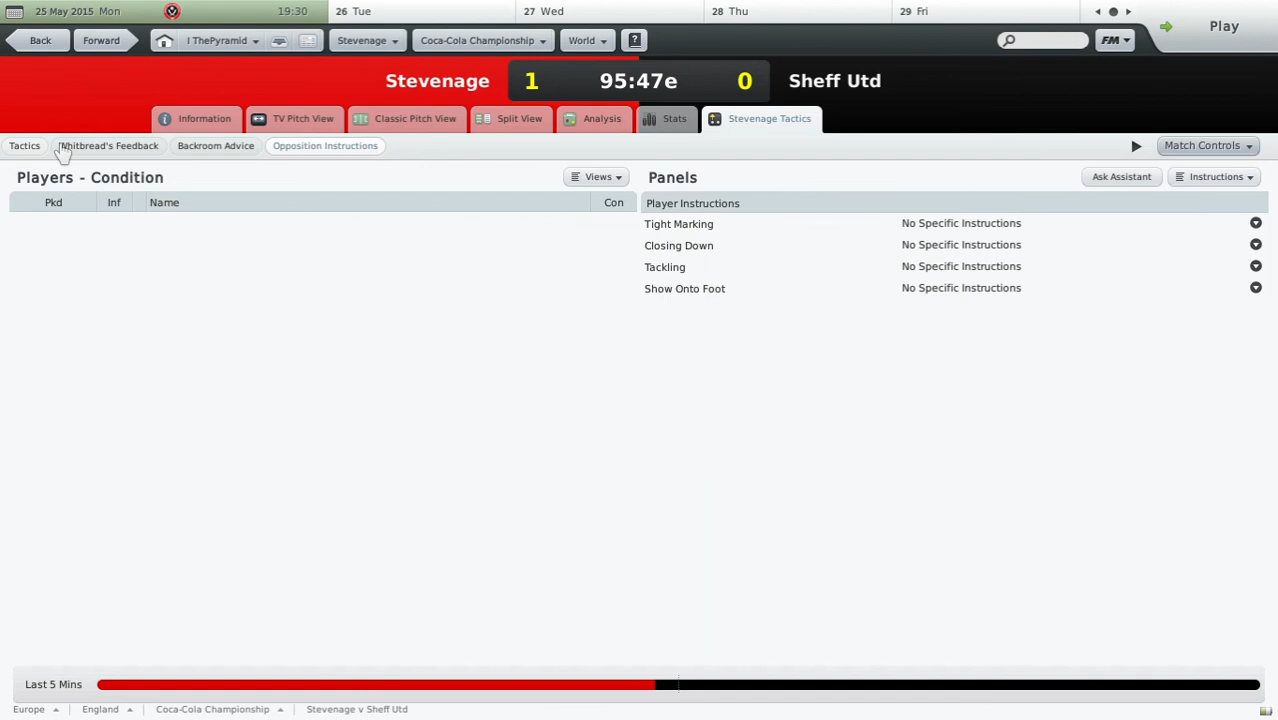 25 May 2015 Mon 19:30 26 Tue 27 Wed 28 Thu 29 Fri Play
Back Forward I ThePyramid Stevenage Coca-Cola Championship World ? FM
Stevenage 1 95:47e 0 Sheff Utd
Information TV Pitch View Classic Pitch View Split View Analysis Stats Stevenage Tactics
Tactics Whitbread's Feedback Backroom Advice Opposition Instructions Match Controls
Players - Condition Views Panels Ask Assistant Instructions
Pkd Inf Name Con Player Instructions
Tight Marking No Specific Instructions
Closing Down No Specific Instructions
Tackling No Specific Instructions
Show Onto Foot No Specific Instructions
Last 5 Mins
Europe England Coca-Cola Championship Stevenage v Sheff Utd